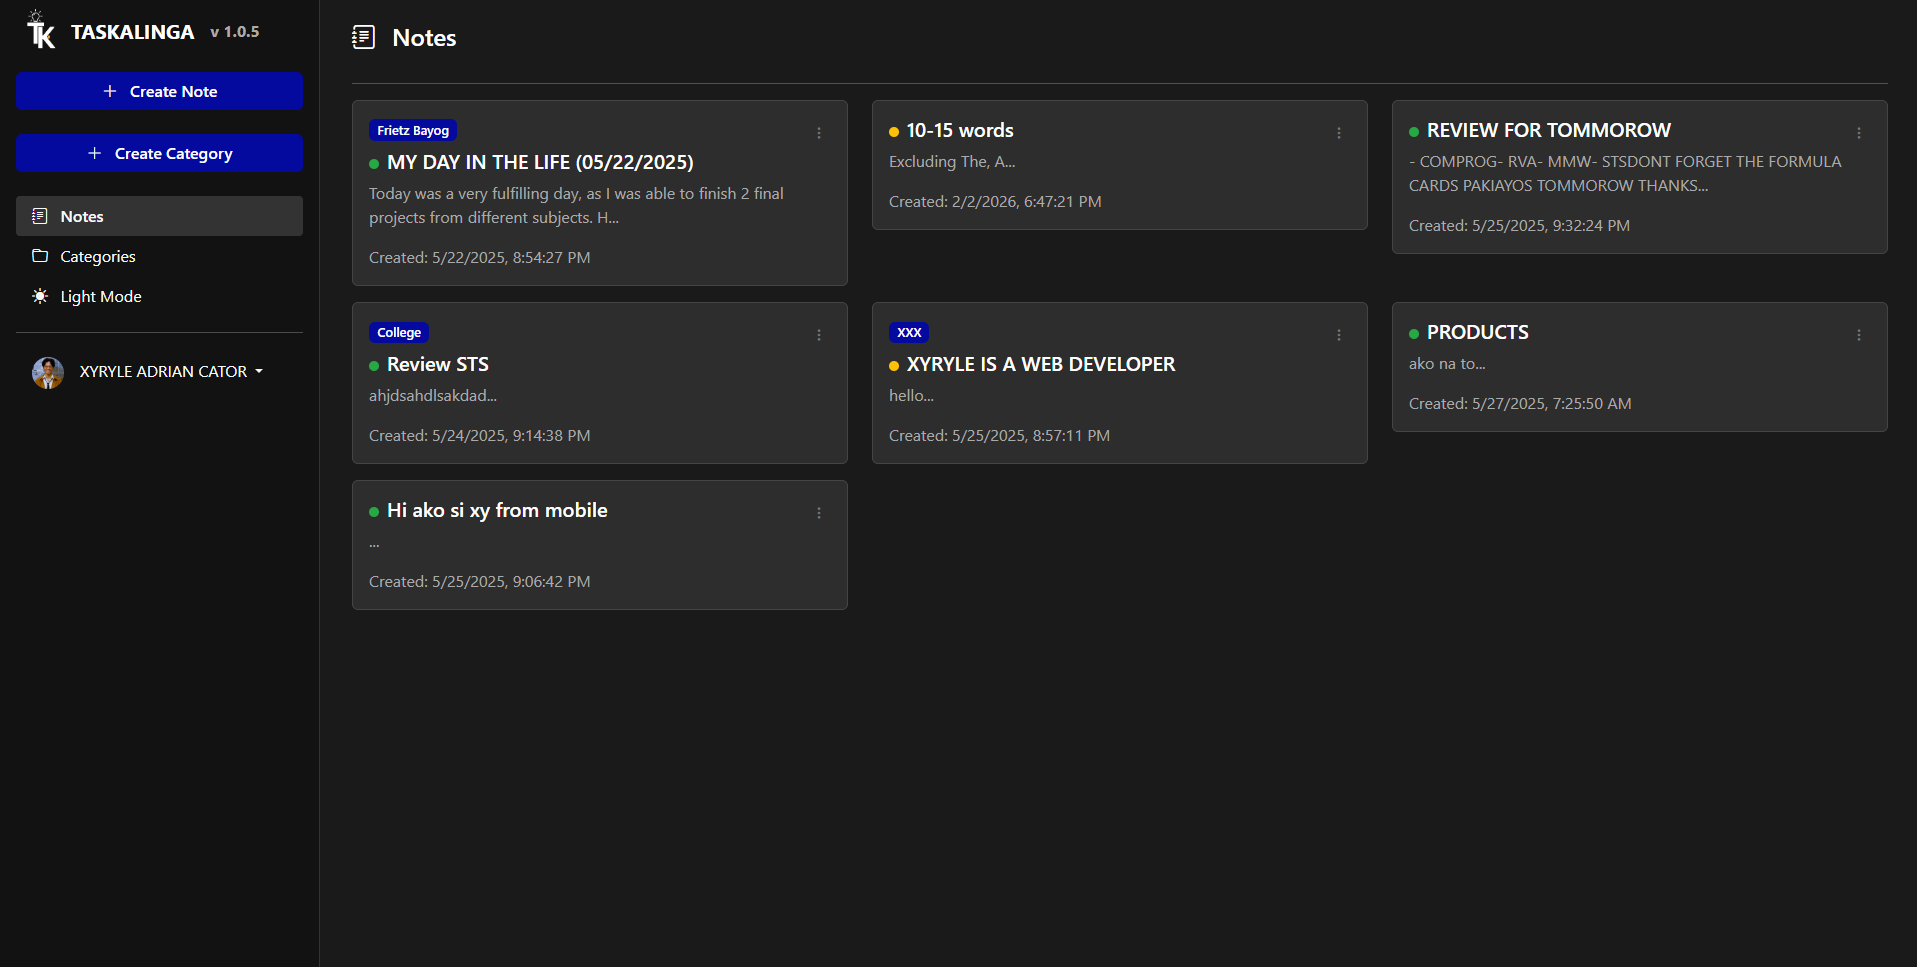 TK
TASKALINGA v 1.0.5
Create Note
Create Category
Notes
Categories
Light Mode
XYRYLE ADRIAN CATOR
Notes
Frietz Bayog
MY DAY IN THE LIFE (05/22/2025)
Today was a very fulfilling day, as I was able to finish 2 final
projects from different subjects. H...
Created: 5/22/2025, 8:54:27 PM
10-15 words
Excluding The, A...
Created: 2/2/2026, 6:47:21 PM
REVIEW FOR TOMMOROW
- COMPROG- RVA- MMW- STSDONT FORGET THE FORMULA
CARDS PAKIAYOS TOMMOROW THANKS...
Created: 5/25/2025, 9:32:24 PM
College
Review STS
ahjdsahdlsakdad...
Created: 5/24/2025, 9:14:38 PM
XXX
XYRYLE IS A WEB DEVELOPER
hello...
Created: 5/25/2025, 8:57:11 PM
PRODUCTS
ako na to...
Created: 5/27/2025, 7:25:50 AM
Hi ako si xy from mobile
...
Created: 5/25/2025, 9:06:42 PM